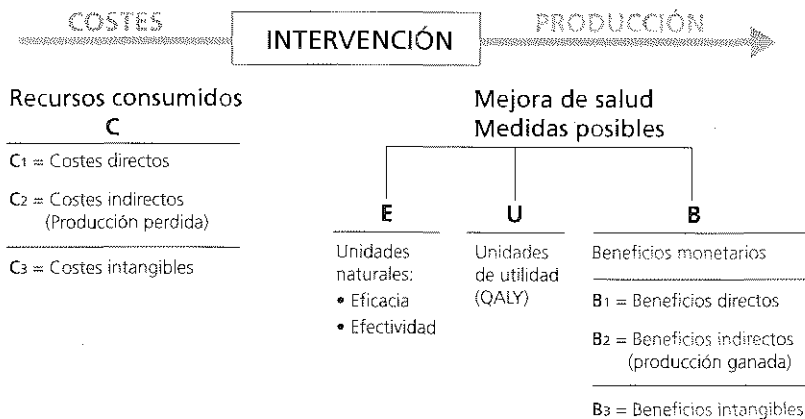 COSTES
INTERVENCIÓN
PRODUCCIÓN
Recursos consumidos
C
C1 = Costes directos
C2 = Costes indirectos
(Producción perdida)
C3 = Costes intangibles
Mejora de salud
Medidas posibles
E
Unidades
naturales:
• Eficacia
• Efectividad
U
Unidades
de utilidad
(QALY)
B
Beneficios monetarios
B1 = Beneficios directos
B2 = Beneficios indirectos
(producción ganada)
B3 = Beneficios intangibles